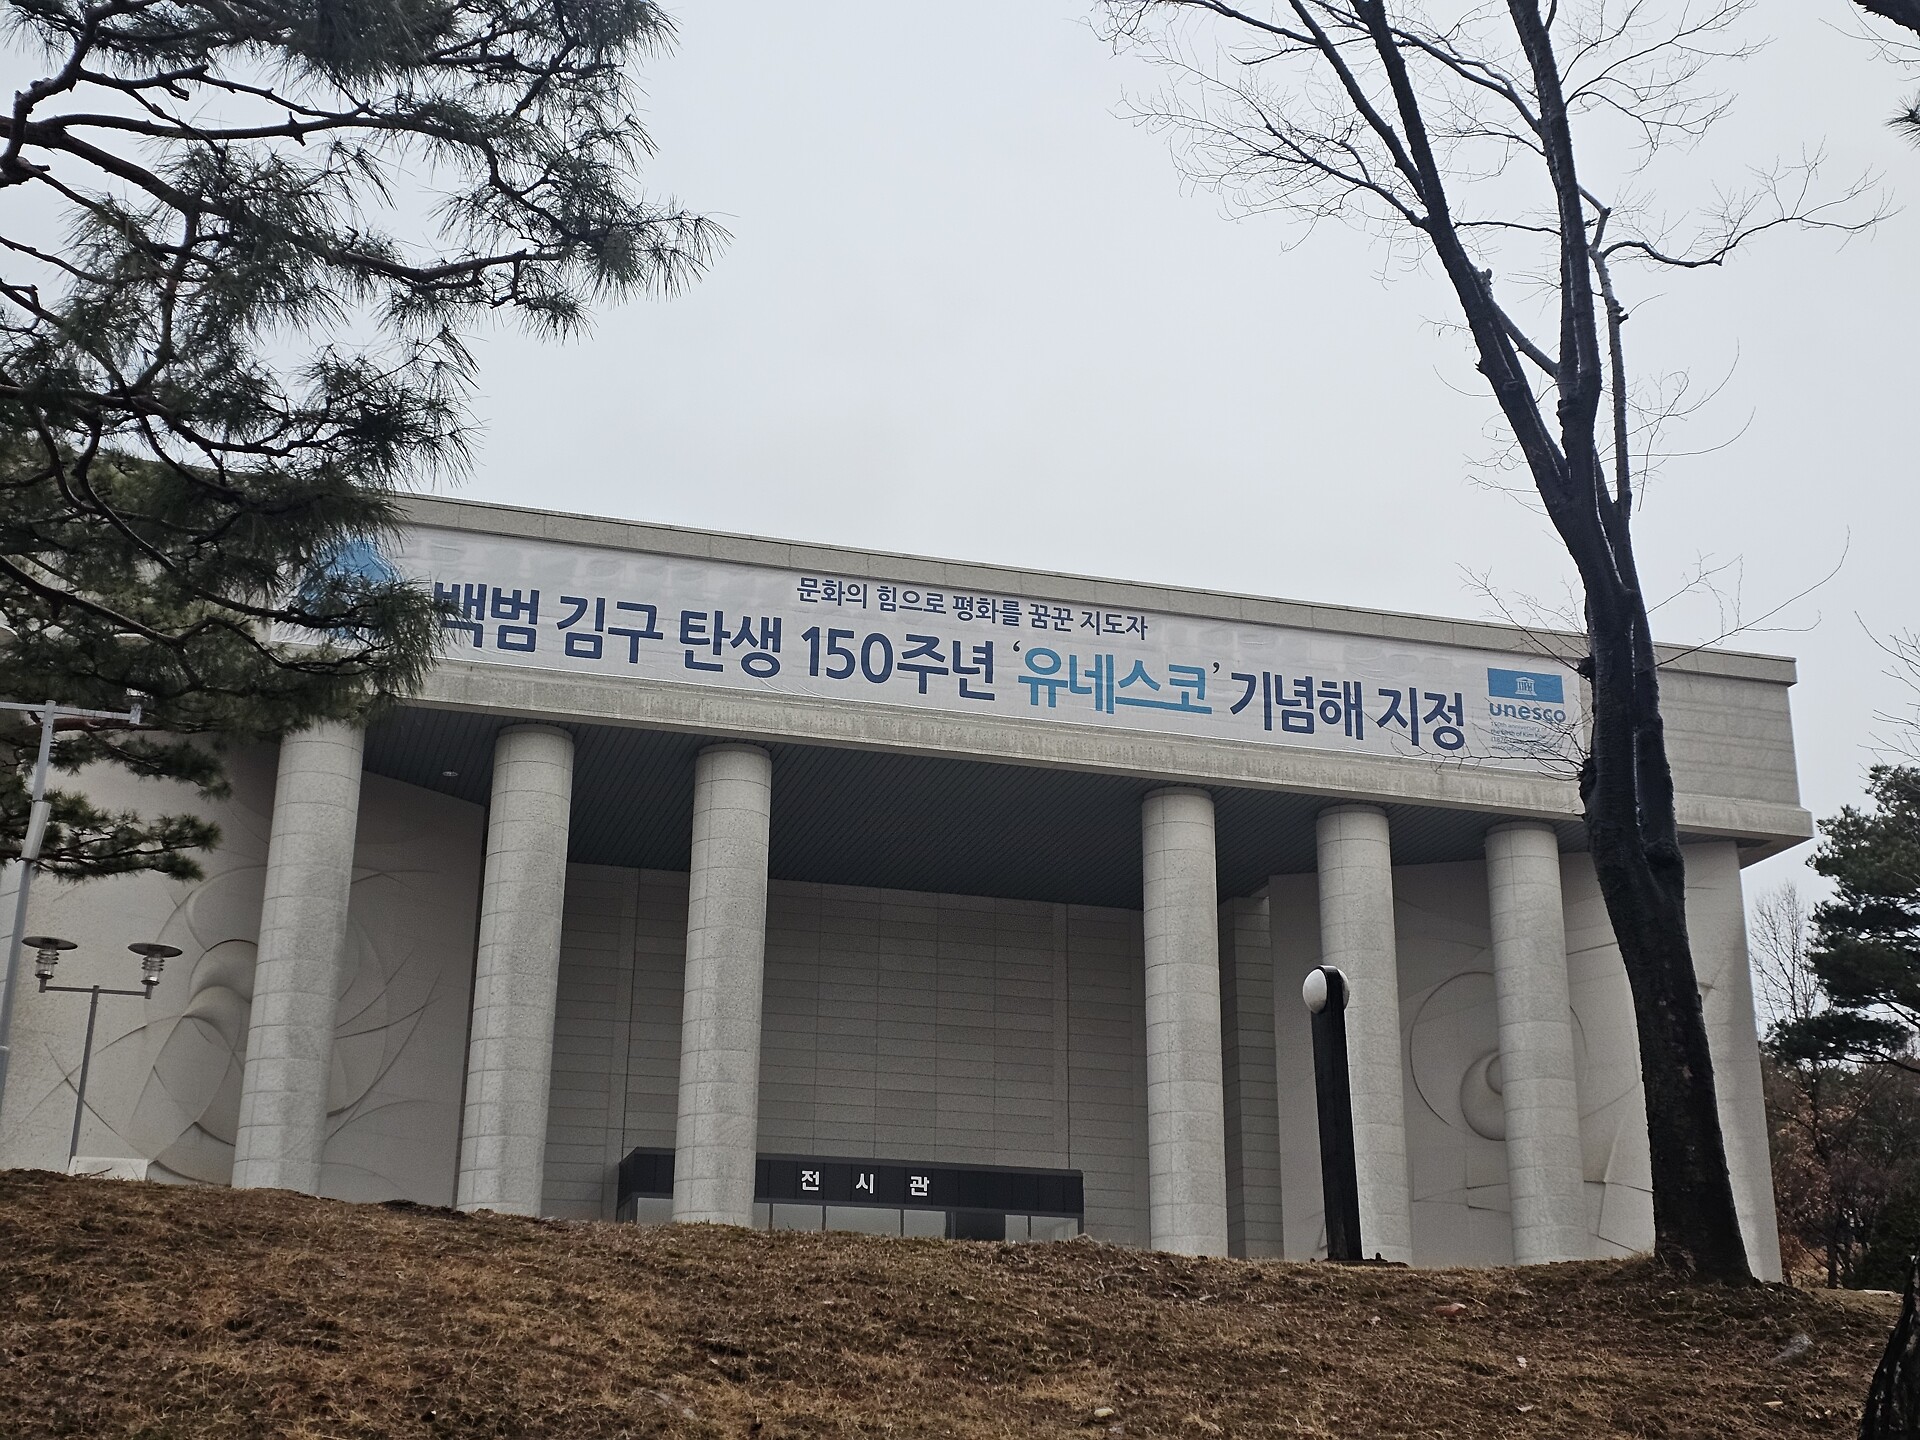 문화의 힘으로 평화를 꿈꾼 지도자
백범 김구 탄생 150주년 '유네스코' 기념해 지정
unesco
전시관